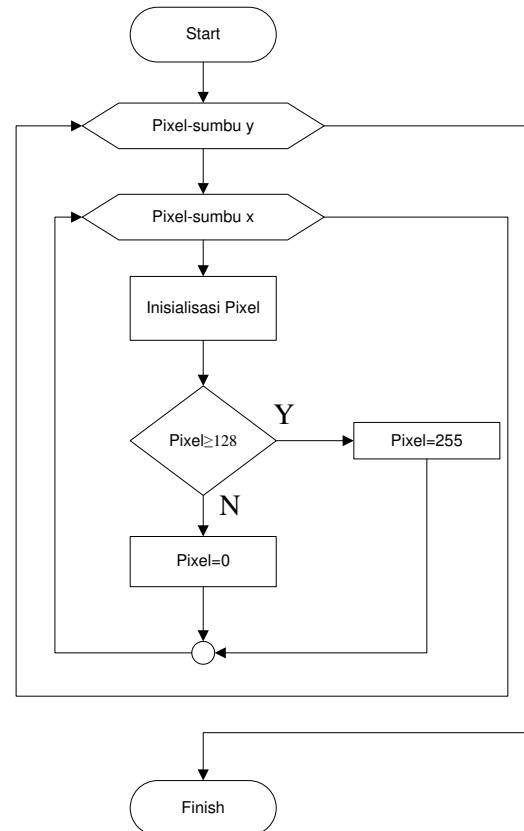 Start
Pixel-sumbu y
Pixel-sumbu x
Inisialisasi Pixel
Pixel≥128
Y
Pixel=255
N
Pixel=0
Finish